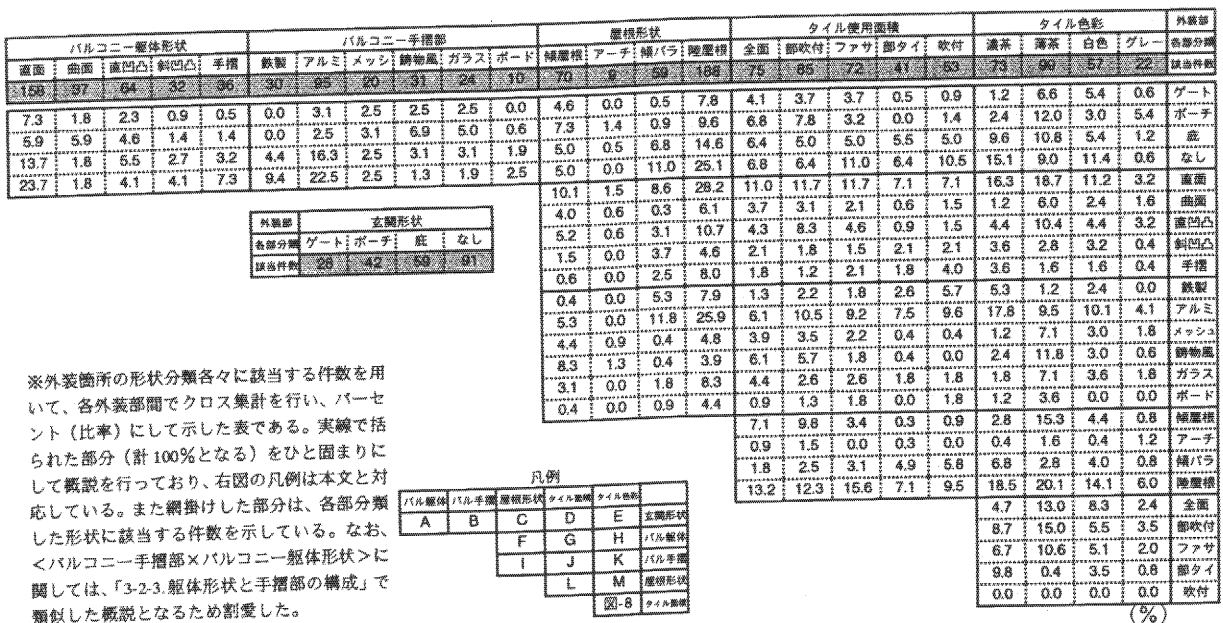 バルコニー躯体形状 バルコニー手摺部 屋根形状 タイル使用面積 タイル色彩 外装部
直面 曲面 直凹凸 斜凹凸 手摺 鉄製 アルミ メッシ 鋳物風 ガラス ボード 傾屋根 アーチ 傾パラ 陸屋根 全面 部吹付 ファサ 部タイ 吹付 濃茶 薄茶 白色 グレー 各部分類
158 97 64 32 36 30 95 20 31 24 10 70 9 59 188 75 85 72 41 53 73 99 57 22 該当件数
7.3 1.8 2.3 0.9 0.5 0.0 3.1 2.5 2.5 2.5 0.0 4.6 0.0 0.5 7.8 4.1 3.7 3.7 0.5 0.9 1.2 6.6 5.4 0.6 ゲート
5.9 5.9 4.6 1.4 1.4 0.0 2.5 3.1 6.9 5.0 0.6 7.3 1.4 0.9 9.6 6.8 7.8 3.2 0.0 1.4 2.4 12.0 3.0 5.4 ポーチ
13.7 1.8 5.5 2.7 3.2 4.4 16.3 2.5 3.1 3.1 1.9 5.0 0.5 6.8 14.6 6.4 5.0 5.0 5.5 5.0 9.6 10.8 5.4 1.2 庇
23.7 1.8 4.1 4.1 7.3 9.4 22.5 2.5 1.3 1.9 2.5 5.0 0.0 11.0 25.1 6.8 6.4 11.0 6.4 10.5 15.1 9.0 11.4 0.6 なし
10.1 1.5 8.6 28.2 11.0 11.7 11.7 7.1 7.1 16.3 18.7 11.2 3.2 直面
4.0 0.6 0.3 6.1 3.7 3.1 2.1 0.6 1.5 1.2 6.0 2.4 1.6 曲面
5.2 0.6 3.1 10.7 4.3 8.3 4.6 0.9 1.5 4.4 10.4 4.4 3.2 直凹凸
1.5 0.0 3.7 4.6 2.1 1.8 1.5 2.1 2.1 3.6 2.8 3.2 0.4 斜凹凸
0.6 0.0 2.5 8.0 1.8 1.2 2.1 1.8 4.0 3.6 1.6 1.6 0.4 手摺
0.4 0.0 5.3 7.9 1.3 2.2 1.8 2.6 5.7 5.3 1.2 2.4 0.0 鉄製
5.3 0.0 11.8 25.9 6.1 10.5 9.2 7.5 9.6 17.8 9.5 10.1 4.1 アルミ
4.4 0.9 0.4 4.8 3.9 3.5 2.2 0.4 0.4 1.2 7.1 3.0 1.8 メッシュ
8.3 1.3 0.4 3.9 6.1 5.7 1.8 0.4 0.0 2.4 11.8 3.0 0.6 鋳物風
3.1 0.0 1.8 8.3 4.4 2.6 2.6 1.8 1.8 1.8 7.1 3.6 1.8 ガラス
0.4 0.0 0.9 4.4 0.9 1.3 1.8 0.0 1.8 1.2 3.6 0.0 0.0 ボード
7.1 9.8 3.4 0.3 0.9 2.8 15.3 4.4 0.8 傾屋根
0.9 1.5 0.0 0.3 0.0 0.4 1.6 0.4 1.2 アーチ
1.8 2.5 3.1 4.9 5.8 6.8 2.8 4.0 0.8 傾パラ
13.2 12.3 15.6 7.1 9.5 18.5 20.1 14.1 6.0 陸屋根
4.7 13.0 8.3 2.4 全面
8.7 15.0 5.5 3.5 部吹付
6.7 10.6 5.1 2.0 ファサ
9.8 0.4 3.5 0.8 部タイ
0.0 0.0 0.0 0.0 吹付
(%)
外装部 玄関形状
各部分類 ゲート ポーチ 庇 なし
該当件数 28 42 59 91
※外装箇所の形状分類各々に該当する件数を用
いて、各外装部間でクロス集計を行い、パーセ
ント（比率）にして示した表である。実線で括
られた部分（計100%となる）をひと固まりに
して概説を行っており、右図の凡例は本文と対
応している。また網掛けした部分は、各部分類
した形状に該当する件数を示している。なお、
＜バルコニー手摺部×バルコニー躯体形状＞に
関しては、「3-2-3.躯体形状と手摺部の構成」で
類似した概説となるため割愛した。
凡例
バル躯体 バル手摺 屋根形状 タイル面積 タイル色彩
A B C D E 玄関形状
F G H バル躯体
I J K バル手摺
L M 屋根形状
図-8 タイル面積